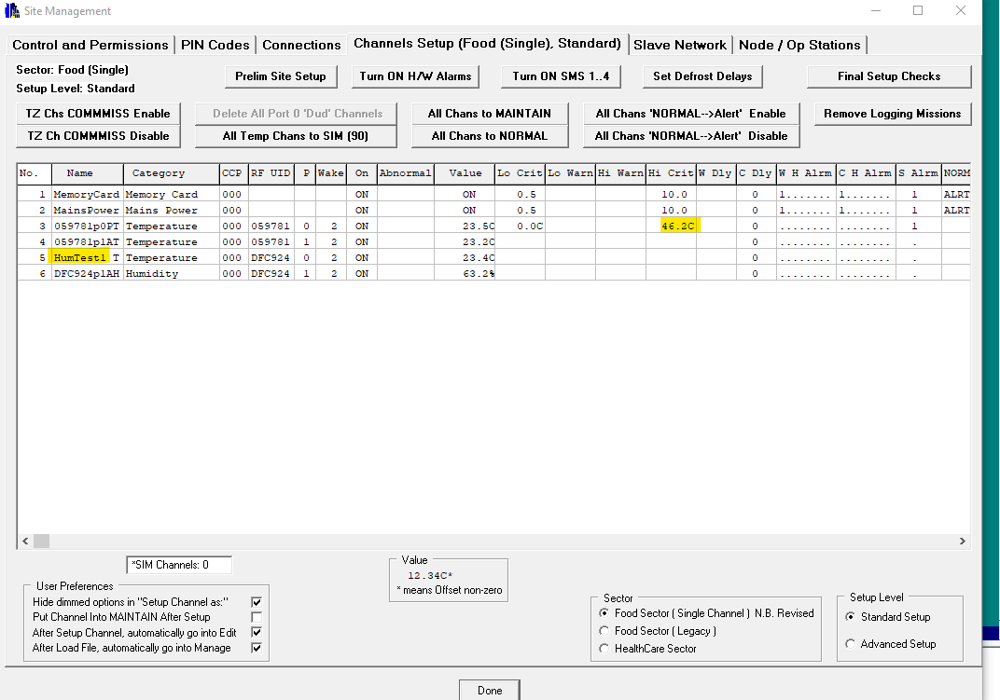 Site Management
Control and Permissions PIN Codes Connections Channels Setup (Food (Single), Standard) Slave Network Node / Op Stations
Sector: Food (Single)
Setup Level: Standard
Prelim Site Setup Turn ON H/W Alarms Turn ON SMS 1..4 Set Defrost Delays Final Setup Checks
TZ Chs COMMMISS Enable Delete All Port 0 'Dud' Channels All Chans to MAINTAIN All Chans 'NORMAL-->Alert' Enable Remove Logging Missions
TZ Ch COMMMISS Disable All Temp Chans to SIM (90) All Chans to NORMAL All Chans 'NORMAL-->Alert' Disable
No. Name Category CCP RF UID P Wake On Abnormal Value Lo Crit Lo Warn Hi Warn Hi Crit W Dly C Dly W H Alrm C H Alrm S Alrm NORM
1 MemoryCard Memory Card 000 ON ON 0.5 10.0 0 1....... 1....... 1 ALRT
2 MainsPower Mains Power 000 ON ON 0.5 10.0 0 1....... 1....... 1 ALRT
3 059781p0PT Temperature 000 059781 0 2 ON 23.5C 0.0C 46.2C 0 ........ ........ 1
4 059781p1AT Temperature 000 059781 1 2 ON 23.2C 0 ........ ........ .
5 HumTest1 T Temperature 000 DFC924 0 2 ON 23.4C 0 ........ ........ .
6 DFC924p1AH Humidity 000 DFC924 1 2 ON 63.2% 0 ........ ........ .
*SIM Channels: 0
User Preferences
Hide dimmed options in "Setup Channel as:"
Put Channel Into MAINTAIN After Setup
After Setup Channel, automatically go into Edit
After Load File, automatically go into Manage
Value
12.34C*
* means Offset non-zero
Sector
Food Sector ( Single Channel ) N.B. Revised
Food Sector ( Legacy )
HealthCare Sector
Setup Level
Standard Setup
Advanced Setup
Done